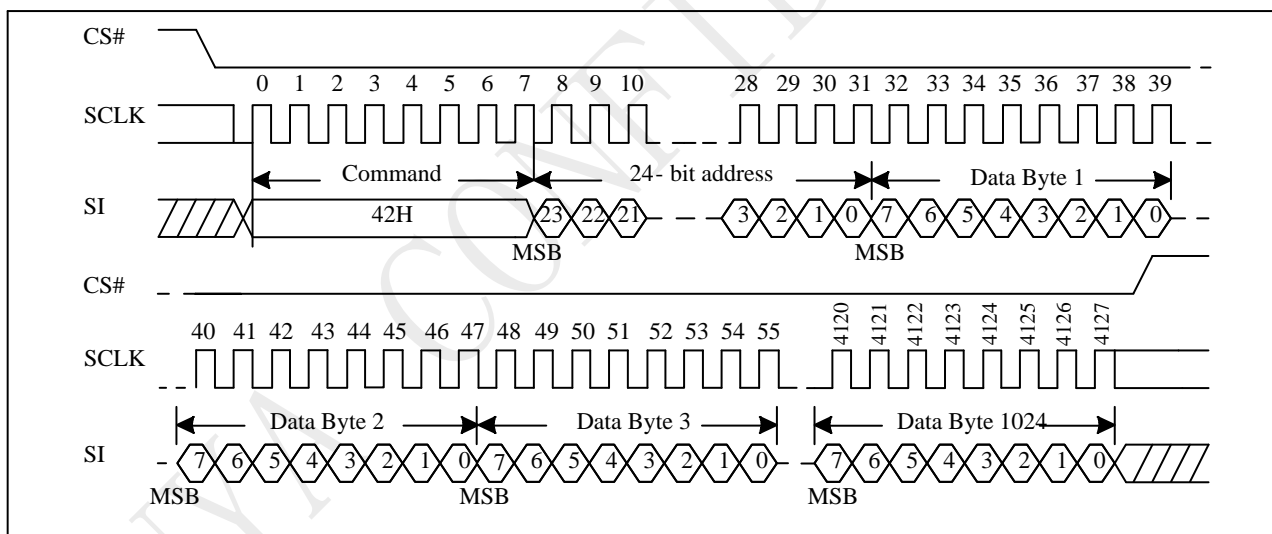 CS#
0 1 2 3 4 5 6 7 8 9 10 28 29 30 31 32 33 34 35 36 37 38 39
SCLK
Command 24- bit address Data Byte 1
SI 42H 23 22 21 3 2 1 0 7 6 5 4 3 2 1 0
MSB MSB
CS#
40 41 42 43 44 45 46 47 48 49 50 51 52 53 54 55 4120 4121 4122 4123 4124 4125 4126 4127
SCLK
Data Byte 2 Data Byte 3 Data Byte 1024
SI 7 6 5 4 3 2 1 0 7 6 5 4 3 2 1 0 7 6 5 4 3 2 1 0
MSB MSB MSB